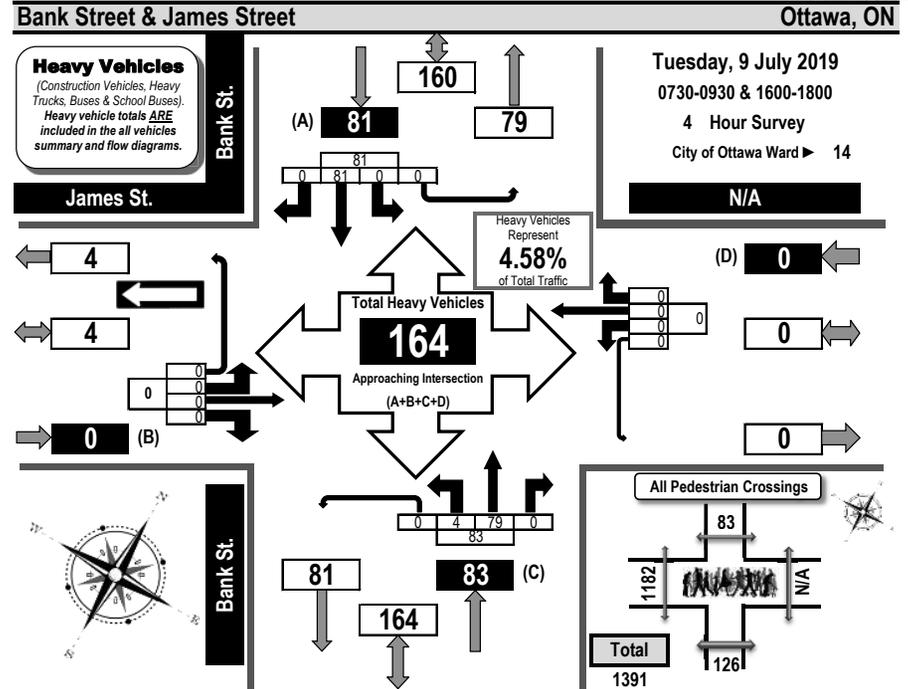 Bank Street & James Street
Ottawa, ON
Heavy Vehicles
(Construction Vehicles, Heavy
Trucks, Buses & School Buses).
Heavy vehicle totals ARE
included in the all vehicles
summary and flow diagrams.
Bank St.
James St.
160
(A) 81
79
81
0 81 0 0
Tuesday, 9 July 2019
0730-0930 & 1600-1800
4 Hour Survey
City of Ottawa Ward 14
N/A
Heavy Vehicles
Represent
4.58%
of Total Traffic
4
4
0
0
0
0
0
0 (B)
Total Heavy Vehicles
164
Approaching Intersection
(A+B+C+D)
(D) 0
0
0
0
0
0
0
0
0 4 79 0
83
81
83 (C)
164
Bank St.
N
E
S
W
All Pedestrian Crossings
83
1182
N/A
126
Total
1391